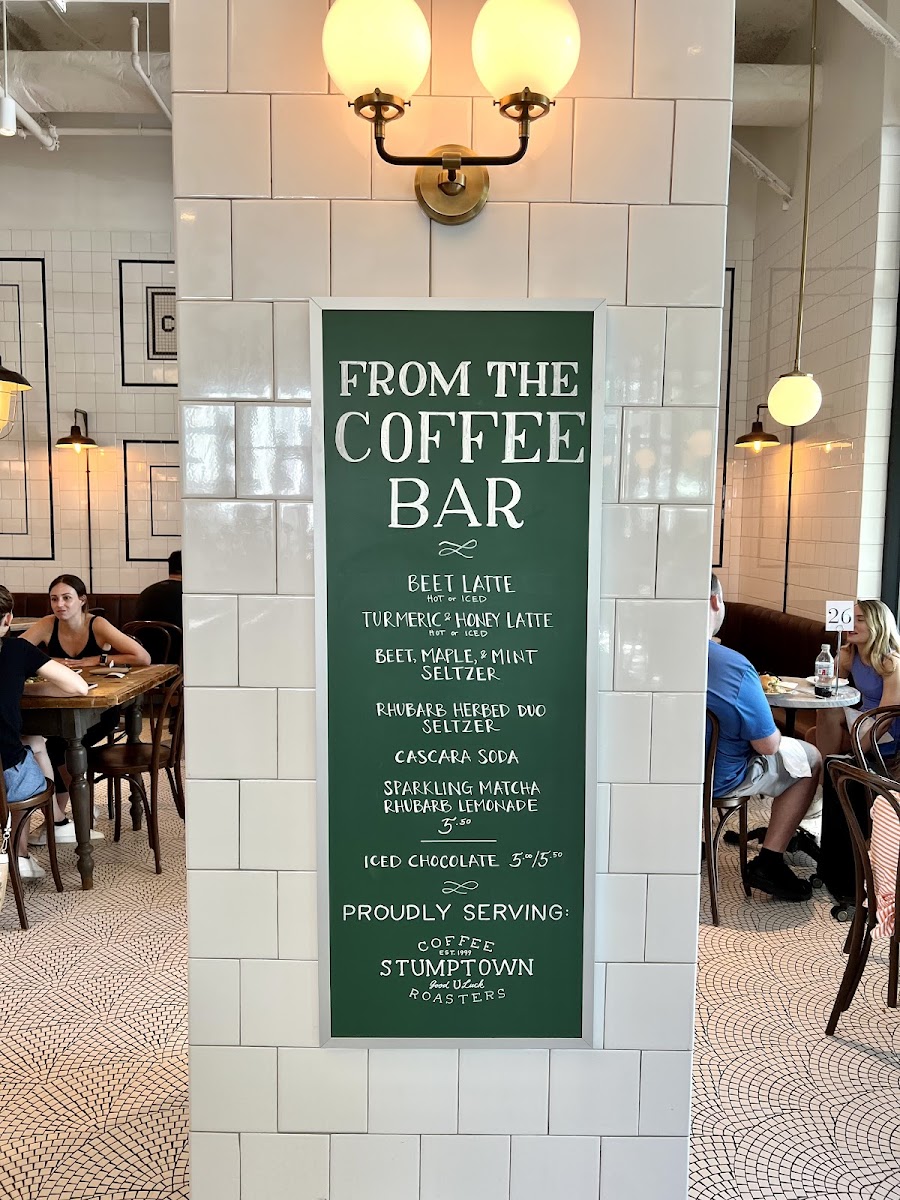 FROM THE
COFFEE
BAR
BEET LATTE
HOT or ICED
TURMERIC & HONEY LATTE
HOT or ICED
BEET, MAPLE, & MINT
SELTZER
RHUBARB HERBED DUO
SELTZER
CASCARA SODA
SPARKLING MATCHA
RHUBARB LEMONADE
5.50
ICED CHOCOLATE 5.00/5.50
PROUDLY SERVING:
COFFEE
EST. 1999
STUMPTOWN
Good Luck
ROASTERS
C
26